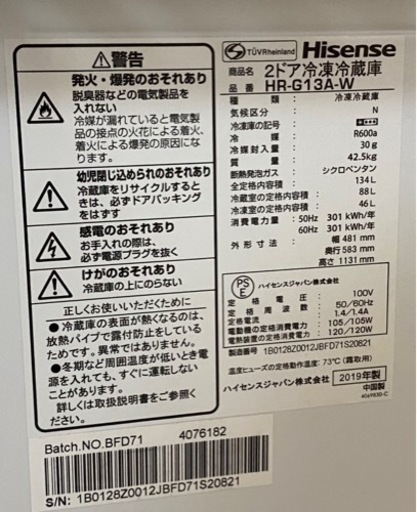 ⚠警告
発火・爆発のおそれあり
脱臭器などの電気製品を
入れない
冷媒が漏れていると電気製
品の接点の火花による着火、
着火による爆発の原因にな
ります。
幼児閉じ込められのおそれあり
冷蔵庫をリサイクルすると
きは、必ずドアパッキング
をはずす
感電のおそれあり
お手入れの際は、
必ず電源プラグを抜く
けがのおそれあり
冷蔵庫の上にのらない
正しくお使いいただくために
●冷蔵庫の表面が熱くなるのは、
放熱パイプで露付防止をしている
ためです。異常ではありません。
●冬期など周囲温度が低いとき電
源を入れても、すぐに運転しない
ことがあります。
詳しくは取扱説明書をお読みくだ
さい。
TÜVRheinland
Hisense
商品名 2ドア冷凍冷蔵庫
品番 HR-G13A-W
種類 冷凍冷蔵庫
気候区分 N
冷凍庫の記号
冷媒 R600a
冷媒封入量 30g
質量 42.5kg
断熱発泡ガス シクロペンタン
全定格内容積 134L
冷蔵室の定格内容積 88L
冷凍室の定格内容積 46L
消費電力量: 50Hz 301 kWh/年
60Hz 301 kWh/年
外形寸法: 幅 481 mm
奥行 583 mm
高さ 1131 mm
PSE ハイセンスジャパン株式会社
定格電圧: 100V
定格周波数: 50/60Hz
定格電流: 1.4/1.4A
電動機の定格消費電力: 105/105W
電熱装置の定格消費電力: 120/120W
製造番号: 1B0128Z0012JBFD71S20821
温度ヒューズの定格動作温度: 73℃(霜取用)
ハイセンスジャパン株式会社 2019年製
中国製
4069830-C
Batch.NO.BFD71 4076182
S/N: 1B0128Z0012JBFD71S20821